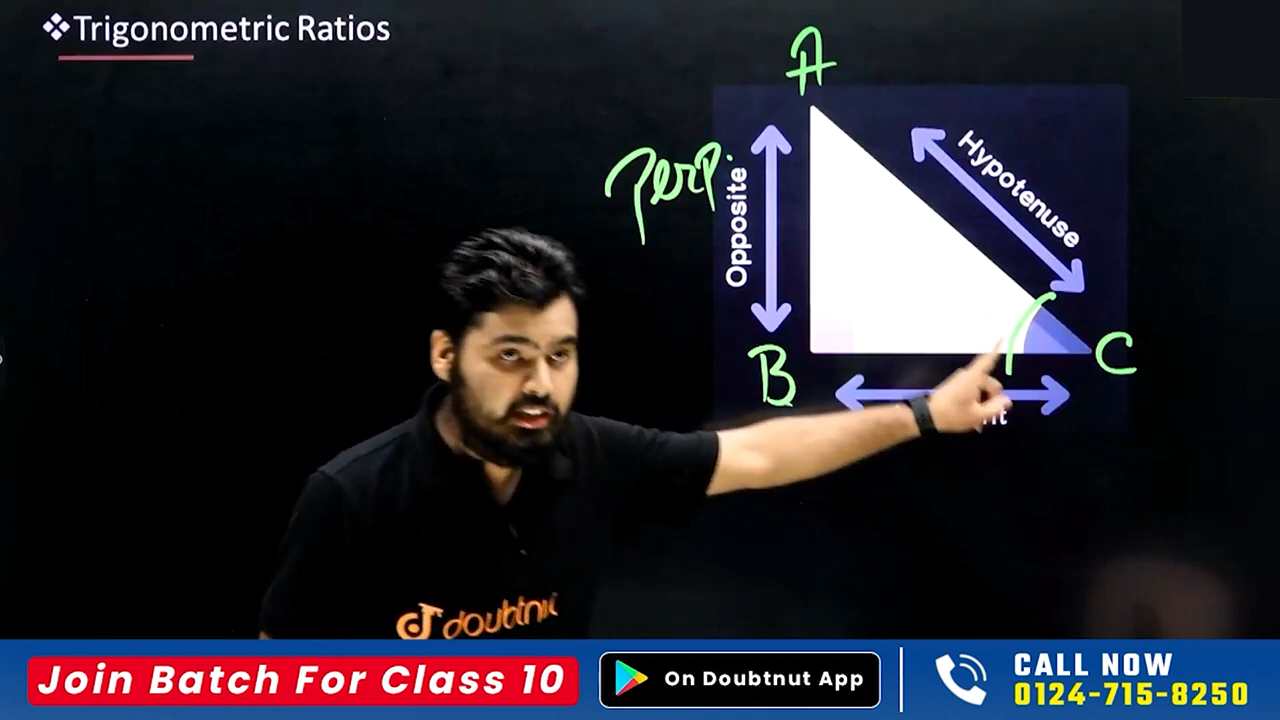 ❖Trigonometric Ratios
A
Perp.
Opposite
Hypotenuse
B
C
doubtnut
Join Batch For Class 10
On Doubtnut App
CALL NOW
0124-715-8250